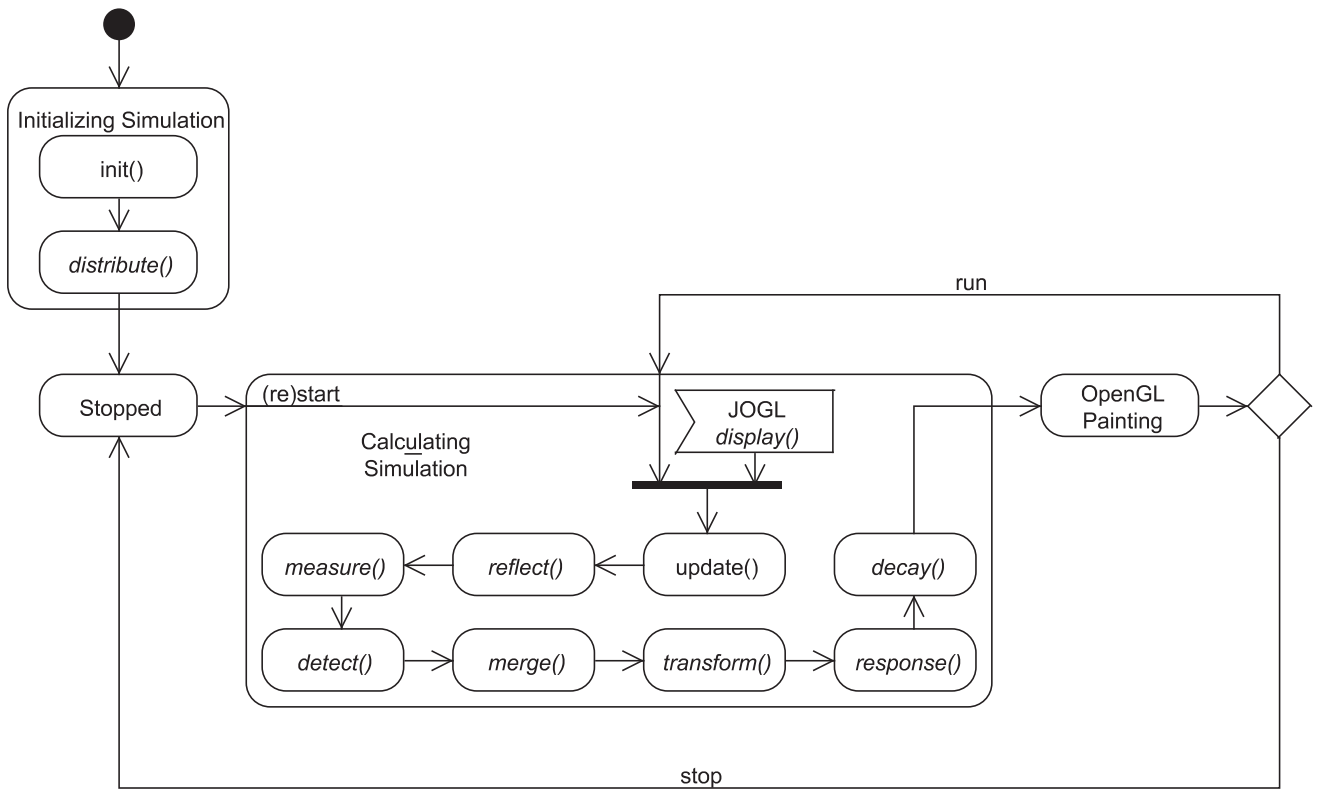 Initializing Simulation
init()
distribute()
run
Stopped
(re)start
JOGL
display()
OpenGL
Painting
Calculating
Simulation
measure()
reflect()
update()
decay()
detect()
merge()
transform()
response()
stop